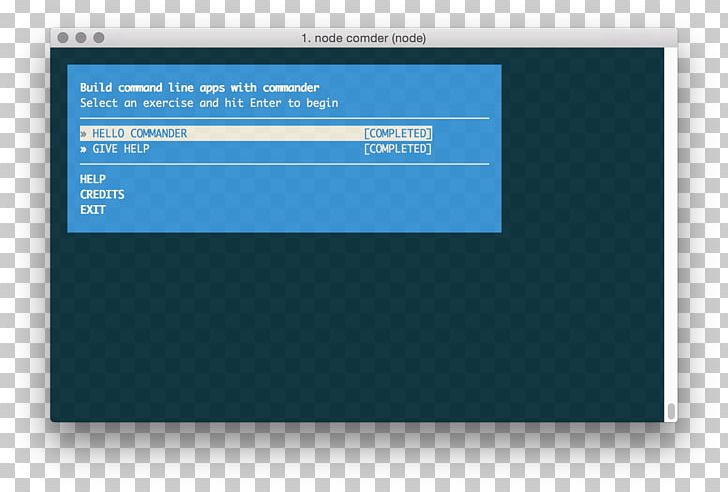 1. node comder (node)
Build command line apps with commander
Select an exercise and hit Enter to begin
» HELLO COMMANDER [COMPLETED]
» GIVE HELP [COMPLETED]
HELP
CREDITS
EXIT